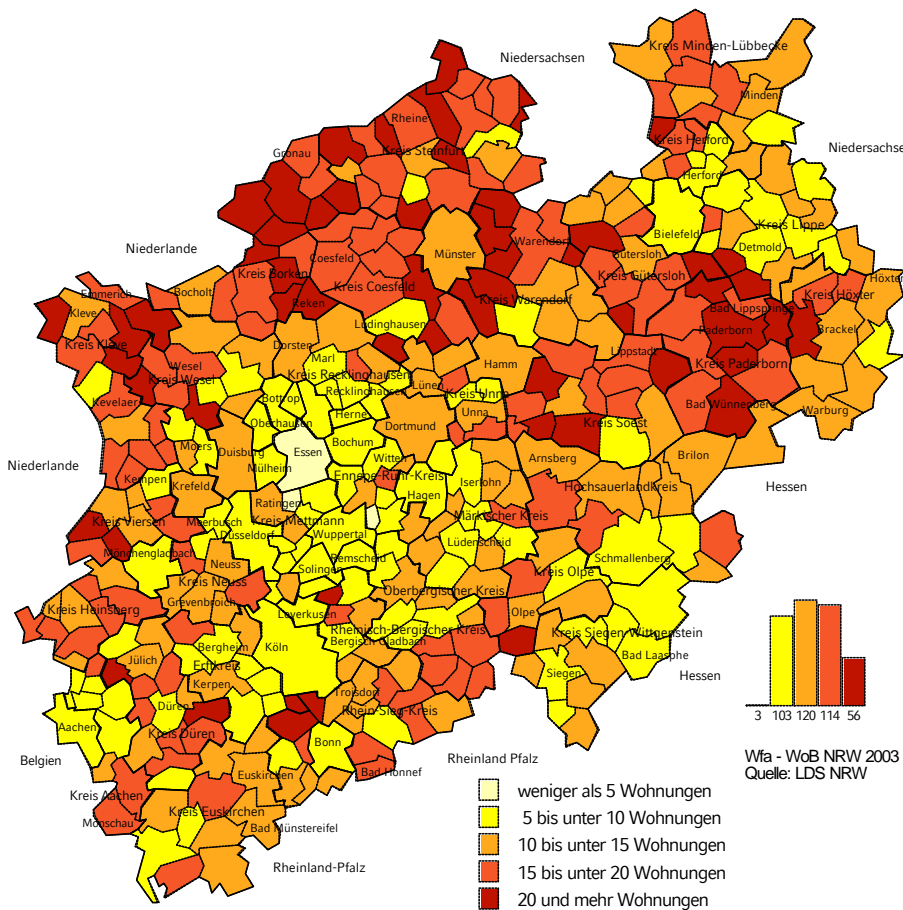 Kreis Minden-Lübbecke
Niedersachsen
Minden
Rheine
Kreis Steinfurt
Gronau
Kreis Herford
Niedersachse
Herford
Kreis Lippe
Bielefeld
Detmold
Niederlande
Münster
Warendorf
Coesfeld
Gütersloh
Höxter
Kreis Borken
Kreis Gütersloh
Kreis Höxter
Emmerich
Bocholt
Kreis Coesfeld
Reken
Kreis Warendorf
Bad Lippspringe
Kleve
Lüdinghausen
Paderborn
Brackel
Kreis Kleve
Dorsten
Marl
Lippstadt
Wesel
Hamm
Kreis Paderborn
Kreis Recklinghausen
Kreis Wesel
Lünen
Recklinghausen
Kreis Unna
Kevelaer
Bottrop
Herne
Unna
Bad Wünnenberg
Warburg
Oberhausen
Dortmund
Kreis Soest
Moers
Duisburg
Essen
Bochum
Witten
Arnsberg
Brilon
Niederlande
Mülheim
Ennepe-Ruhr-Kreis
Kempen
Krefeld
Iserlohn
Hochsauerlandkreis
Hessen
Hagen
Ratingen
Kreis Viersen
Meerbusch
Kreis Mettmann
Märkischer Kreis
Düsseldorf
Wuppertal
Lüdenscheid
Mönchengladbach
Remscheid
Schmallenberg
Neuss
Solingen
Kreis Olpe
Kreis Neuss
Oberbergischer Kreis
Grevenbroich
Kreis Heinsberg
Leverkusen
Olpe
Rheinisch-Bergischer Kreis
Kreis Siegen-Wittgenstein
Bergisch Gladbach
Bergheim
Köln
Bad Laasphe
Jülich
Erftkreis
Siegen
Hessen
Kerpen
Troisdorf
Düren
Rhein-Sieg-Kreis
3 103 120 114 56
Aachen
Kreis Düren
Bonn
Belgien
Rheinland Pfalz
Wfa - WoB NRW 2003
Quelle: LDS NRW
Bad Honnef
Euskirchen
Kreis Aachen
weniger als 5 Wohnungen
Kreis Euskirchen
5 bis unter 10 Wohnungen
Monschau
Bad Münstereifel
10 bis unter 15 Wohnungen
Rheinland-Pfalz
15 bis unter 20 Wohnungen
20 und mehr Wohnungen